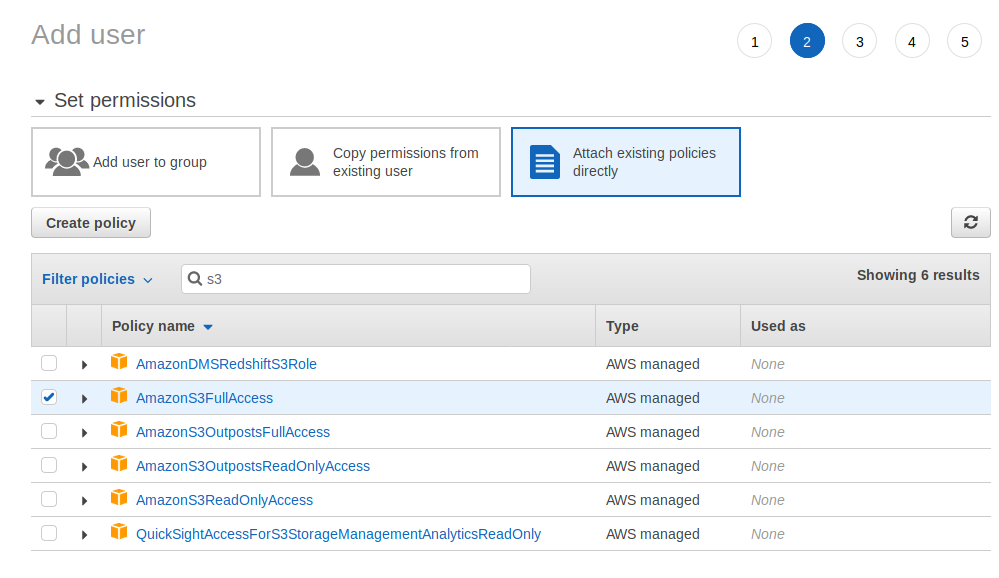 Add user
1 2 3 4 5
Set permissions
Add user to group
Copy permissions from
existing user
Attach existing policies
directly
Create policy
Filter policies s3 Showing 6 results
Policy name Type Used as
AmazonDMSRedshiftS3Role AWS managed None
AmazonS3FullAccess AWS managed None
AmazonS3OutpostsFullAccess AWS managed None
AmazonS3OutpostsReadOnlyAccess AWS managed None
AmazonS3ReadOnlyAccess AWS managed None
QuickSightAccessForS3StorageManagementAnalyticsReadOnly AWS managed None